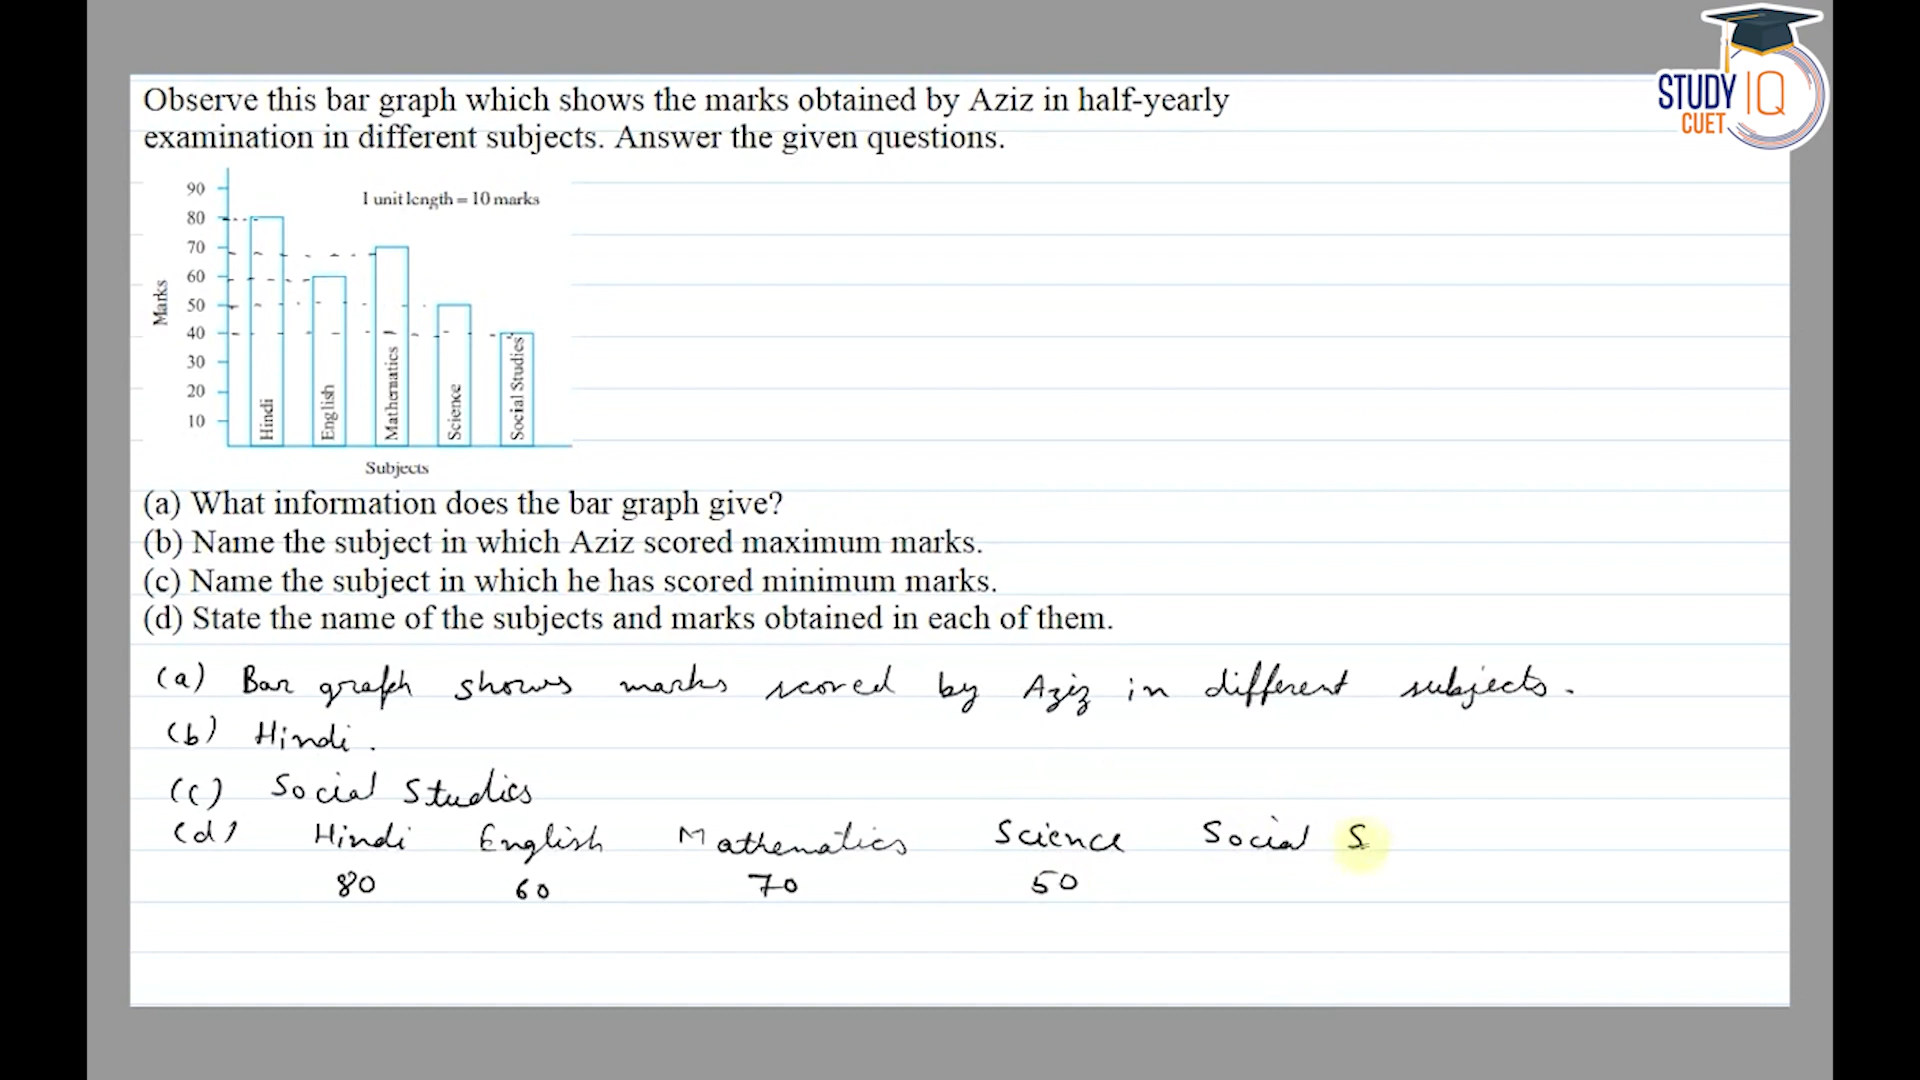 STUDY IQ
CUET
Observe this bar graph which shows the marks obtained by Aziz in half-yearly
examination in different subjects. Answer the given questions.
1 unit length = 10 marks
90
80
70
60
50
40
30
20
10
Marks
Hindi
English
Mathematics
Science
Social Studies
Subjects
(a) What information does the bar graph give?
(b) Name the subject in which Aziz scored maximum marks.
(c) Name the subject in which he has scored minimum marks.
(d) State the name of the subjects and marks obtained in each of them.
(a) Bar graph shows marks scored by Aziz in different subjects.
(b) Hindi.
(c) Social Studies
(d) Hindi English Mathematics Science Social S
80 60 70 50